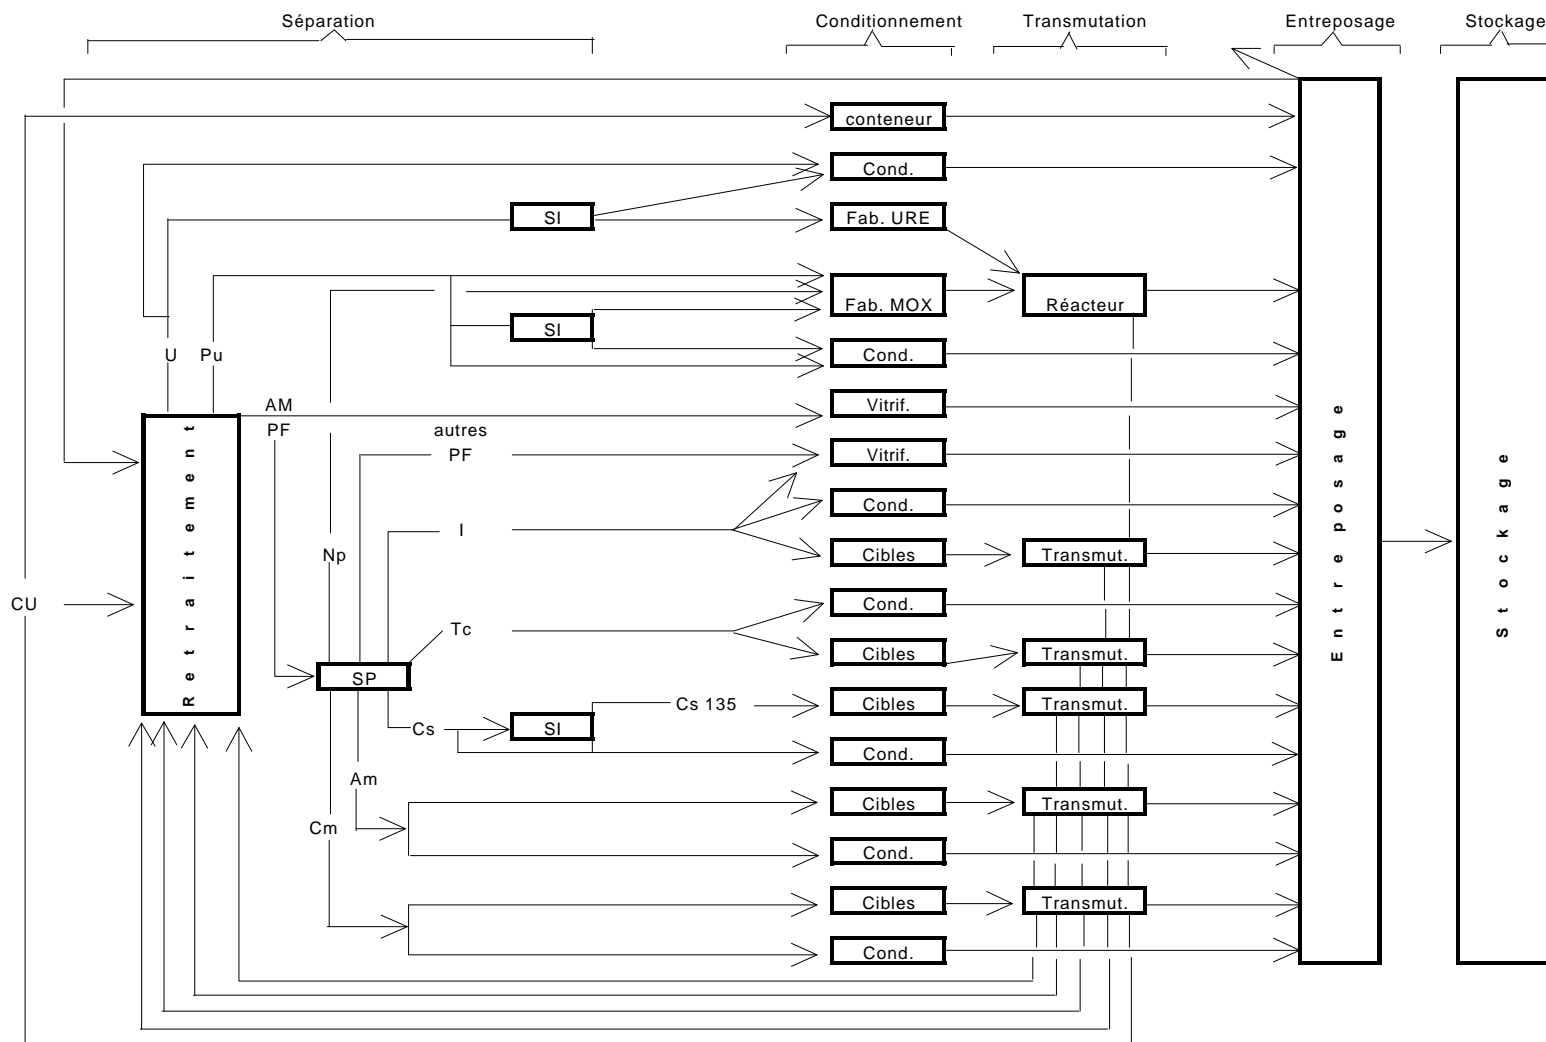 Séparation
Conditionnement
Transmutation
Entreposage
Stockage
conteneur
Cond.
SI
Fab. URE
Fab. MOX
Réacteur
SI
U
Pu
Cond.
AM
PF
Vitrif.
autres
PF
Vitrif.
Retraitement
Entreposage
Stockage
Cond.
I
Np
Cibles
Transmut.
CU
Cond.
Tc
Cibles
Transmut.
SP
Cs
SI
Cs 135
Cibles
Transmut.
Cond.
Am
Cibles
Transmut.
Cm
Cond.
Cibles
Transmut.
Cond.